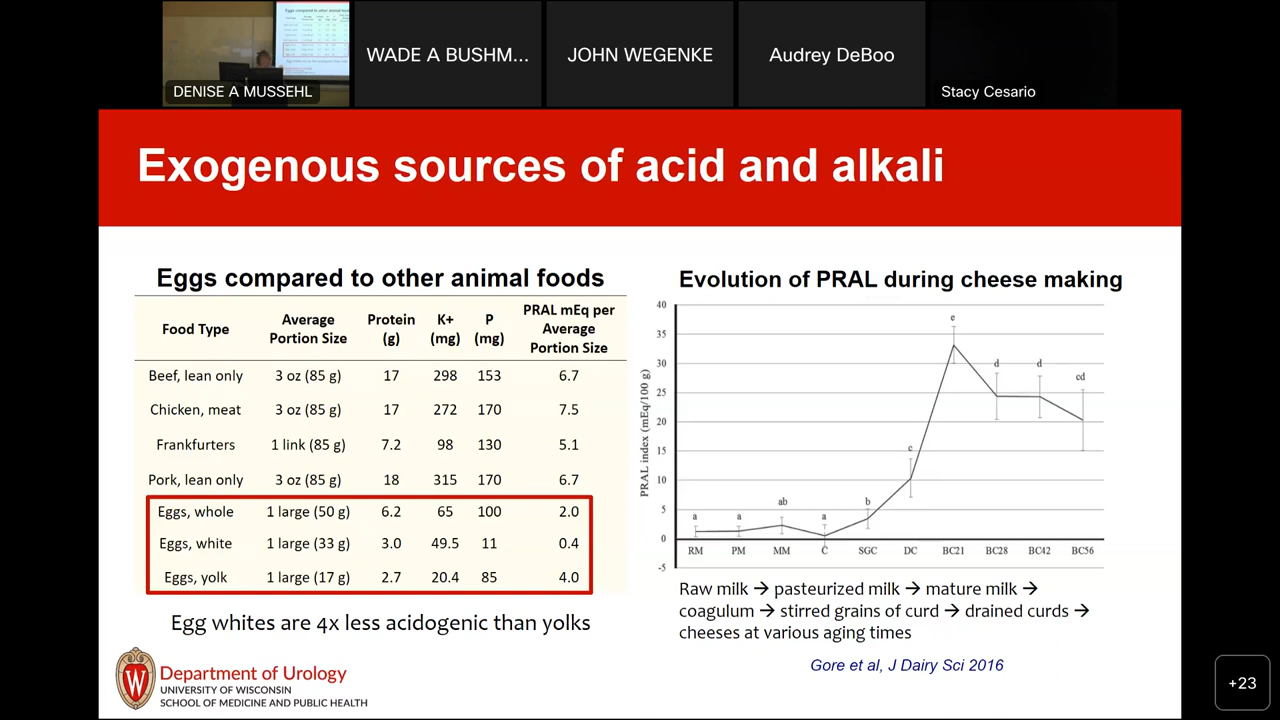 DENISE A MUSSEHL
WADE A BUSHM...
JOHN WEGENKE
Audrey DeBoo
Stacy Cesario
Exogenous sources of acid and alkali
Eggs compared to other animal foods
Food Type Average Portion Size Protein (g) K+ (mg) P (mg) PRAL mEq per Average Portion Size
Beef, lean only 3 oz (85 g) 17 298 153 6.7
Chicken, meat 3 oz (85 g) 17 272 170 7.5
Frankfurters 1 link (85 g) 7.2 98 130 5.1
Pork, lean only 3 oz (85 g) 18 315 170 6.7
Eggs, whole 1 large (50 g) 6.2 65 100 2.0
Eggs, white 1 large (33 g) 3.0 49.5 11 0.4
Eggs, yolk 1 large (17 g) 2.7 20.4 85 4.0
Egg whites are 4x less acidogenic than yolks
Evolution of PRAL during cheese making
PRAL index (mEq/100 g)
40
35
30
25
20
15
10
5
0
-5
a a ab a b c e d d cd
RM PM MM C SGC DC BC21 BC28 BC42 BC56
Raw milk → pasteurized milk → mature milk →
coagulum → stirred grains of curd → drained curds →
cheeses at various aging times
Gore et al, J Dairy Sci 2016
W
Department of Urology
UNIVERSITY OF WISCONSIN
SCHOOL OF MEDICINE AND PUBLIC HEALTH
+23